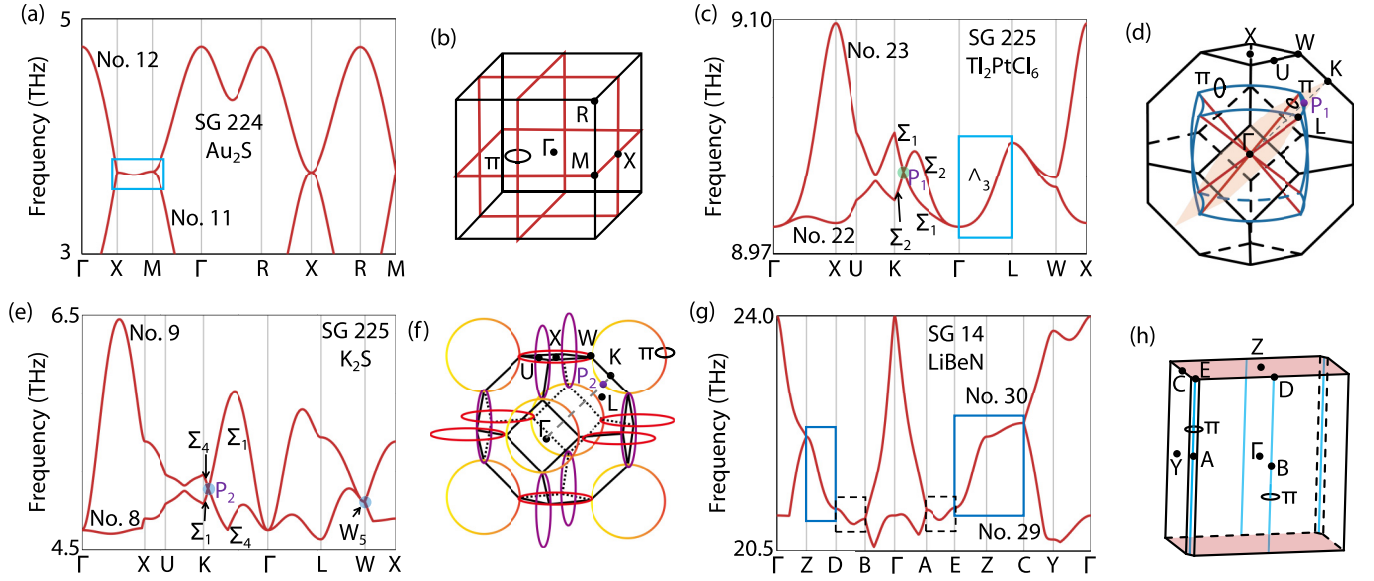 (a)
5
No. 12
SG 224
Au2S
No. 11
3
Frequency (THz)
Γ X M Γ R X R M
(b)
R
π Γ M X
(c)
9.10
No. 23
SG 225
Tl2PtCl6
Σ1
P1
Σ2
Λ3
No. 22
Σ2
Σ1
8.97
Frequency (THz)
Γ X U K Γ L W X
(d)
X
W
U
K
π
π
P1
L
Γ
(e)
6.5
No. 9
SG 225
K2S
Σ4
Σ1
P2
No. 8
Σ1
Σ4
W5
4.5
Frequency (THz)
Γ X U K Γ L W X
(f)
X
W
U
K
π
P2
L
Γ
(g)
24.0
SG 14
LiBeN
No. 30
No. 29
20.5
Frequency (THz)
Γ Z D B Γ A E Z C Y Γ
(h)
Z
C E
D
π
Y A Γ B
π